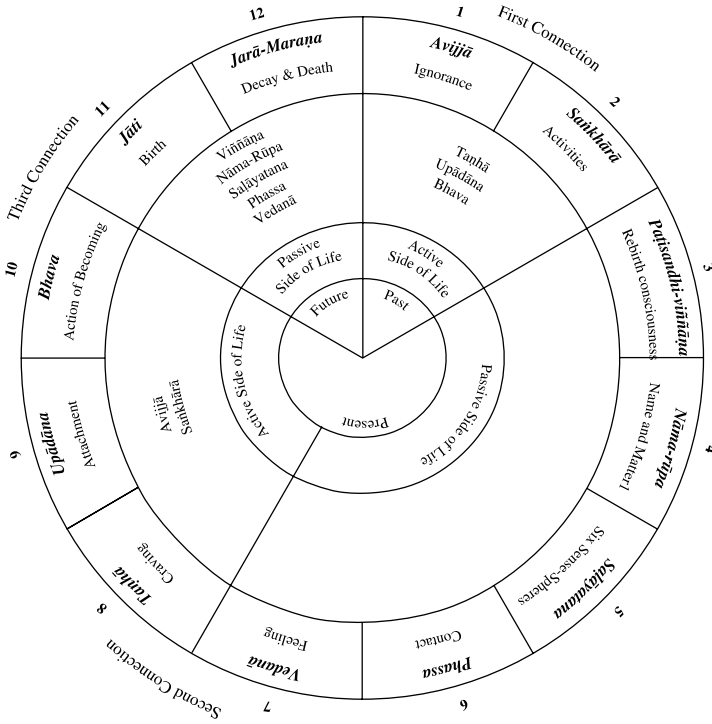 12
1
First Connection
Jarā-Maraṇa
Decay & Death
Avijjā
Ignorance
2
Saṅkhārā
Activities
3
Paṭisandhi-viññāṇa
Rebirth consciousness
4
Nāma-rūpa
Name and Matter1
5
Saḷāyatana
Six Sense-Spheres
6
Phassa
Contact
7
Vedanā
Feeling
Second Connection
8
Taṇhā
Craving
9
Upādāna
Attachment
10
Bhava
Action of Becoming
Third Connection
11
Jāti
Birth
Viññāṇa
Nāma-Rūpa
Saḷāyatana
Phassa
Vedanā
Taṇhā
Upādāna
Bhava
Avijjā
Saṅkhārā
Passive
Side of Life
Active
Side of Life
Passive Side of Life
Active Side of Life
Future
Past
Present